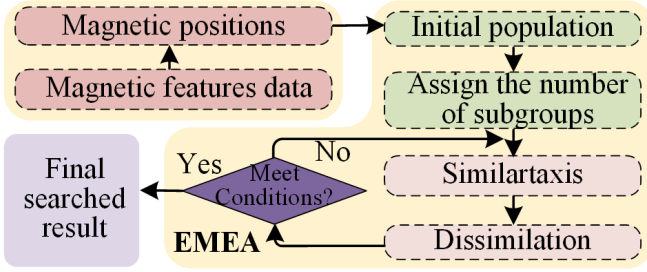 Magnetic positions
Magnetic features data
Initial population
Assign the number
of subgroups
Similartaxis
Dissimilation
No
Yes
Meet
Conditions?
EMEA
Final
searched
result